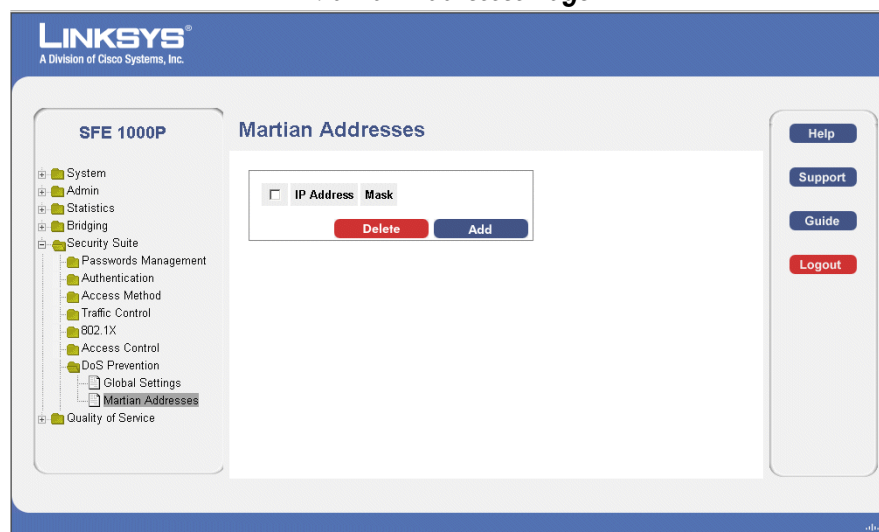 LINKSYS®
A Division of Cisco Systems, Inc.
SFE 1000P
System
Admin
Statistics
Bridging
Security Suite
Passwords Management
Authentication
Access Method
Traffic Control
802.1X
Access Control
DoS Prevention
Global Settings
Martian Addresses
Quality of Service
Martian Addresses
IP Address Mask
Delete Add
Help
Support
Guide
Logout